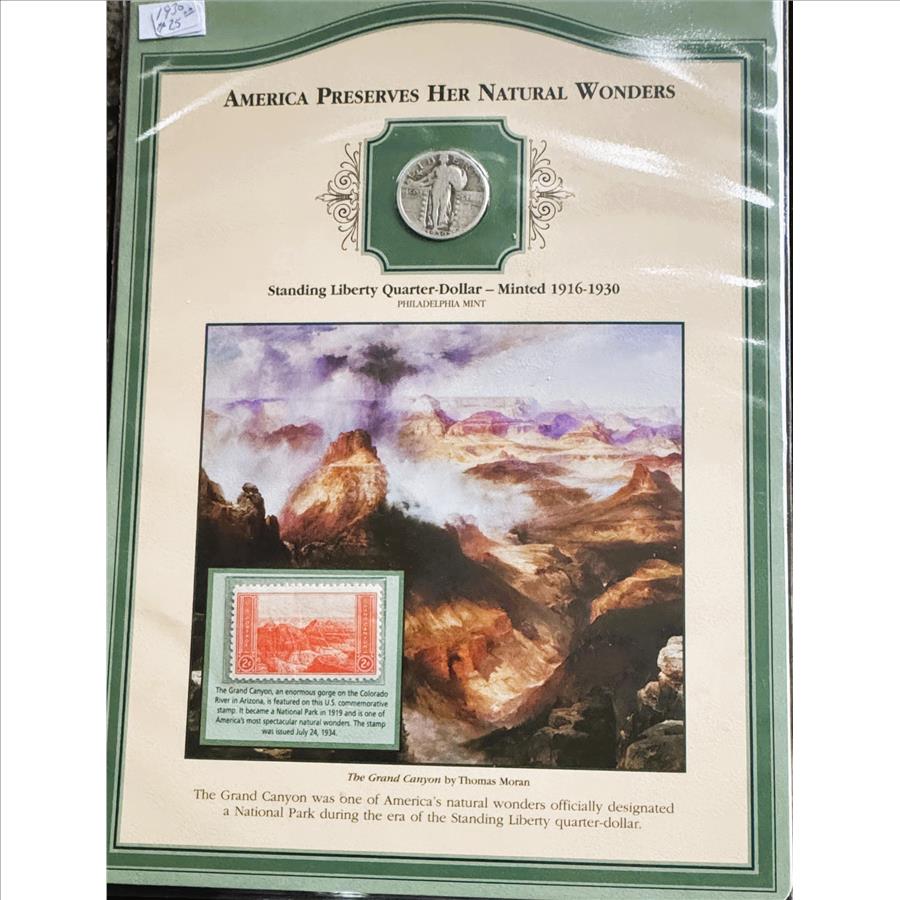 1930
25
AMERICA PRESERVES HER NATURAL WONDERS
Standing Liberty Quarter-Dollar – Minted 1916-1930
PHILADELPHIA MINT
2¢ 2¢
The Grand Canyon, an enormous gorge on the Colorado
River in Arizona, is featured on this U.S. commemorative
stamp. It became a National Park in 1919 and is one of
America's most spectacular natural wonders. The stamp
was issued July 24, 1934.
The Grand Canyon by Thomas Moran
The Grand Canyon was one of America's natural wonders officially designated
a National Park during the era of the Standing Liberty quarter-dollar.